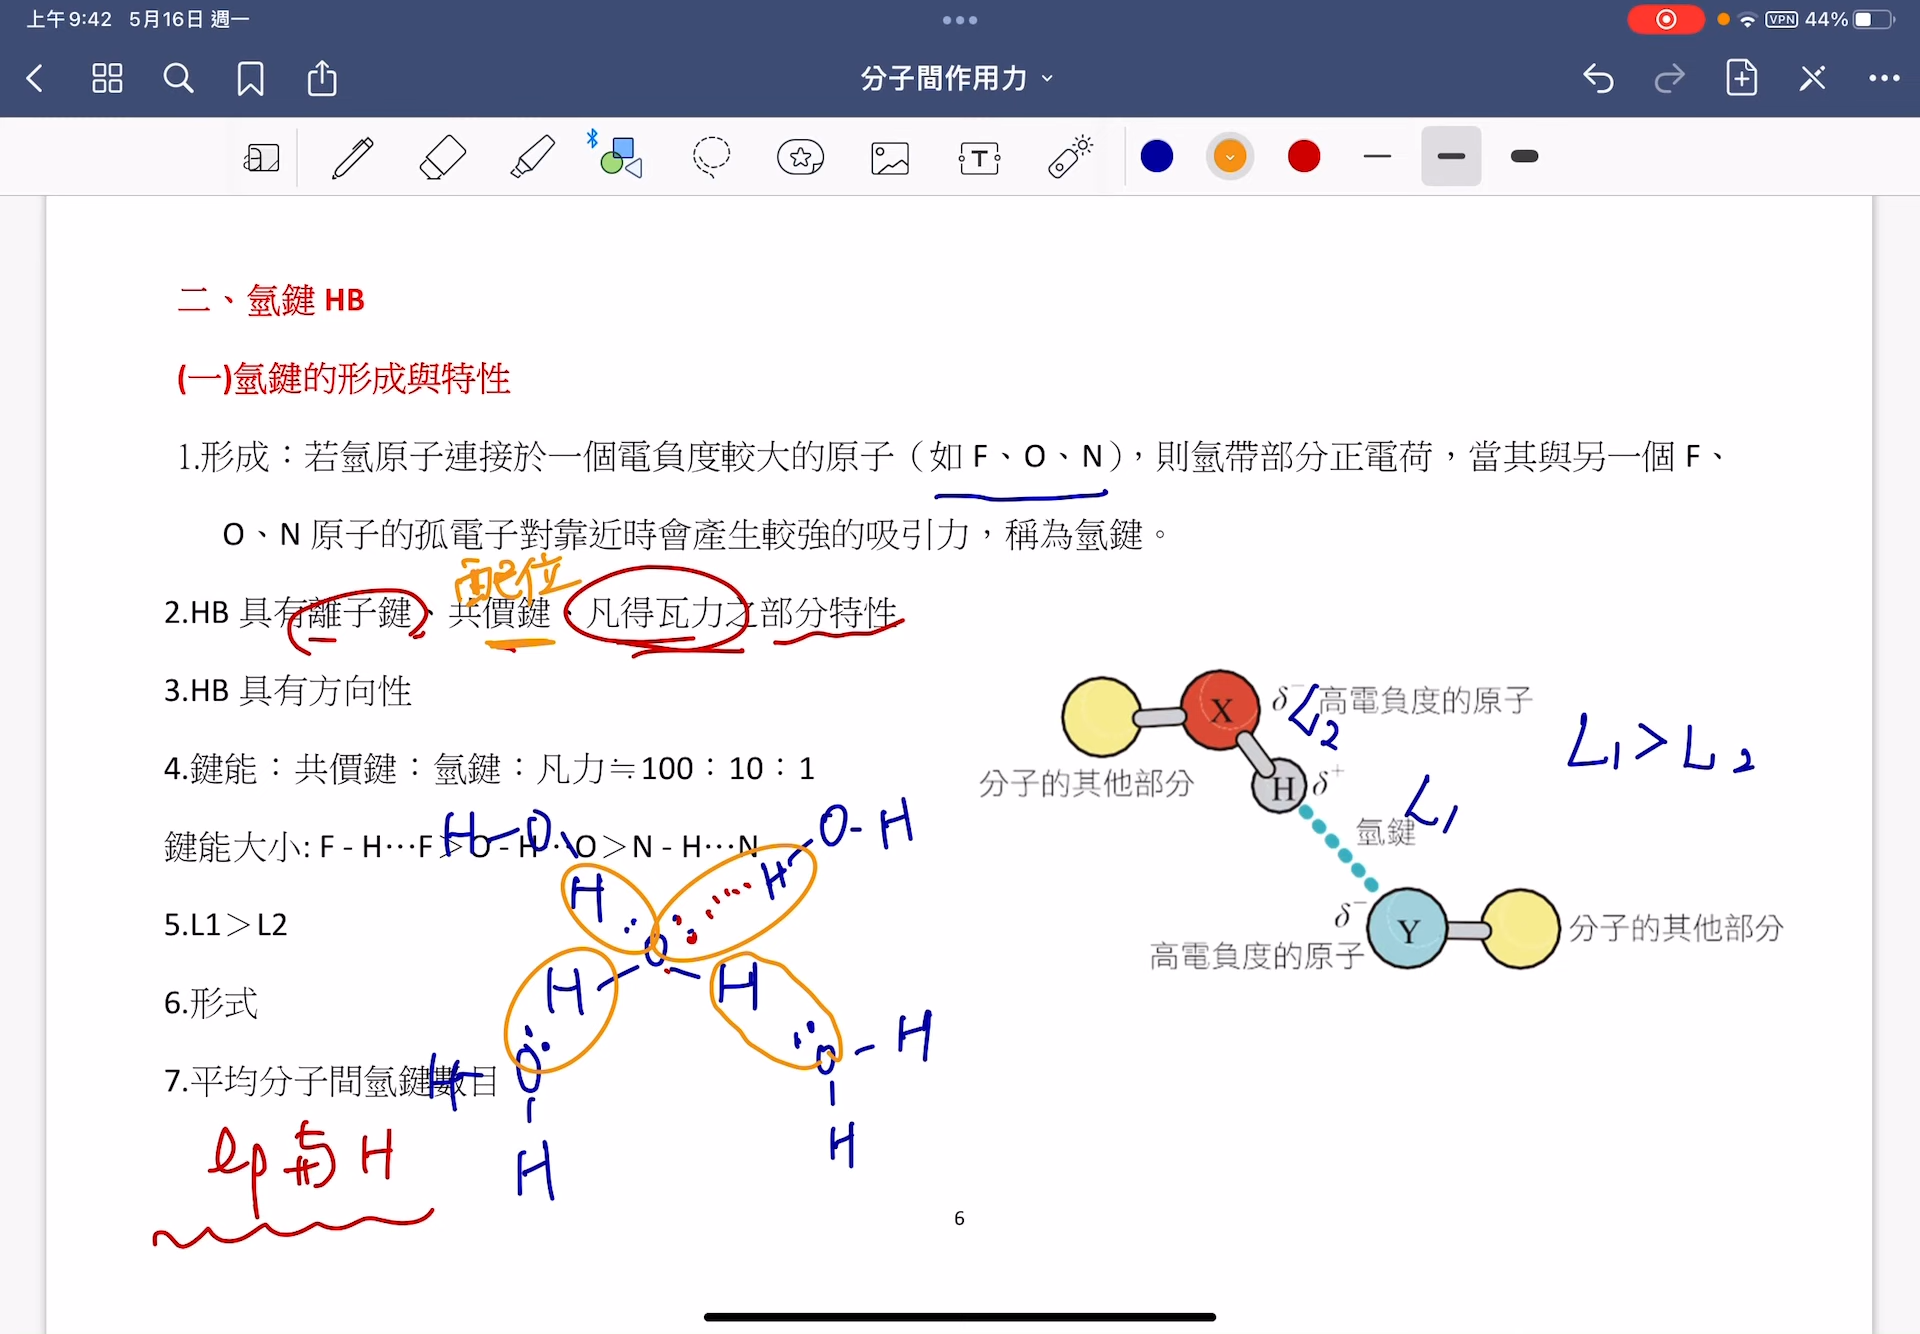 上午9:42 5月16日 週一
VPN 44%
分子間作用力
T
二、氫鍵 HB
(一)氫鍵的形成與特性
1.形成：若氫原子連接於一個電負度較大的原子（如 F、O、N），則氫帶部分正電荷，當其與另一個 F、
O、N 原子的孤電子對靠近時會產生較強的吸引力，稱為氫鍵。
配位
2.HB 具有離子鍵、共價鍵、凡得瓦力之部分特性
3.HB 具有方向性
X δ⁻ 高電負度的原子
L2
L1>L2
4.鍵能：共價鍵：氫鍵：凡力≒100：10：1
分子的其他部分
H δ⁺
L1
氫鍵
鍵能大小: F - H⋯F＞O - H⋯O＞N - H⋯N
H-O
O-H
H
H
5.L1＞L2
O
δ⁻ Y 分子的其他部分
高電負度的原子
H
H
6.形式
O - H
7.平均分子間氫鍵數目
H O
H
H
lp 與 H
6